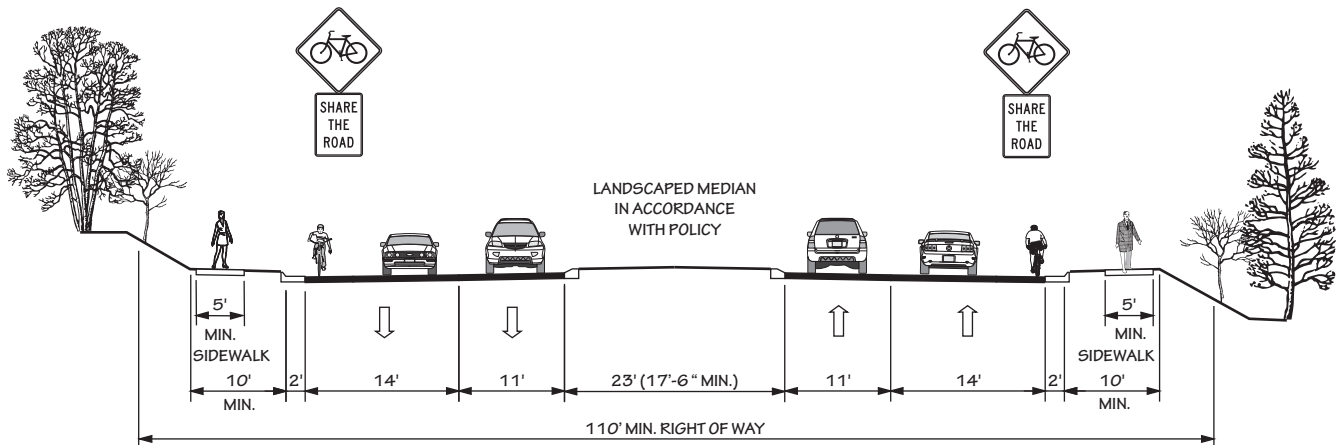 SHARE
THE
ROAD
SHARE
THE
ROAD
LANDSCAPED MEDIAN
IN ACCORDANCE
WITH POLICY
5'
MIN.
SIDEWALK
5'
MIN.
SIDEWALK
10'
MIN.
2'
14'
11'
23' (17'-6 " MIN.)
11'
14'
2'
10'
MIN.
110' MIN. RIGHT OF WAY